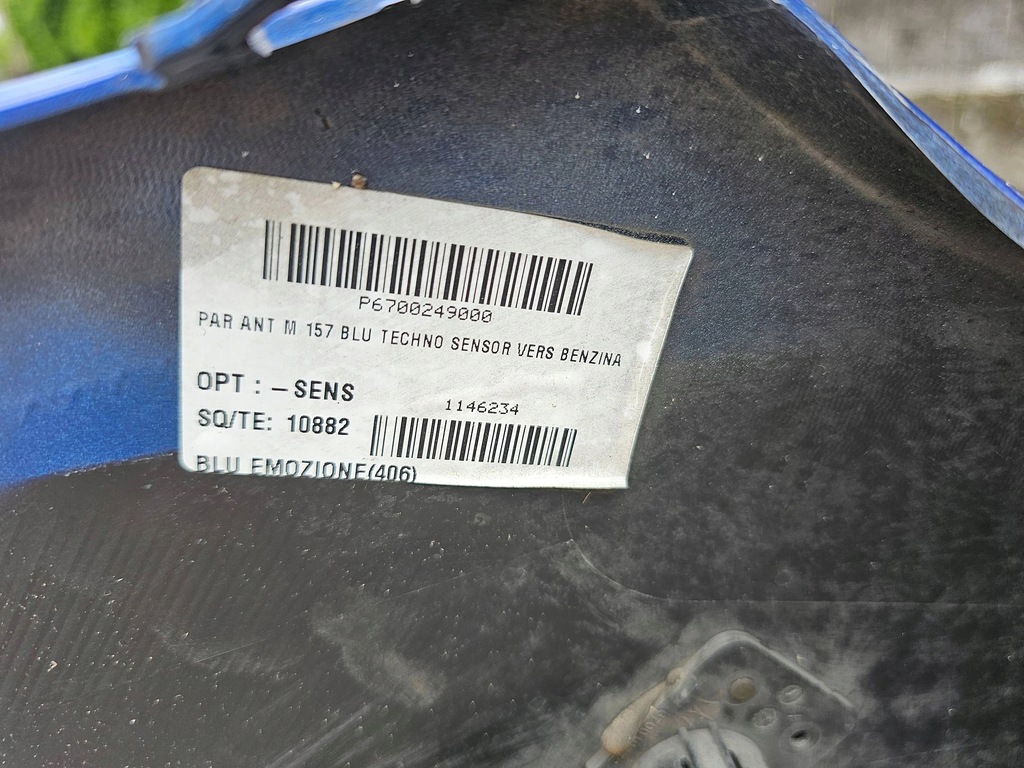 P6700249000
PAR ANT M 157 BLU TECHNO SENSOR VERS BENZINA
OPT : – SENS
1146234
SQ/TE: 10882
BLU EMOZIONE(406)